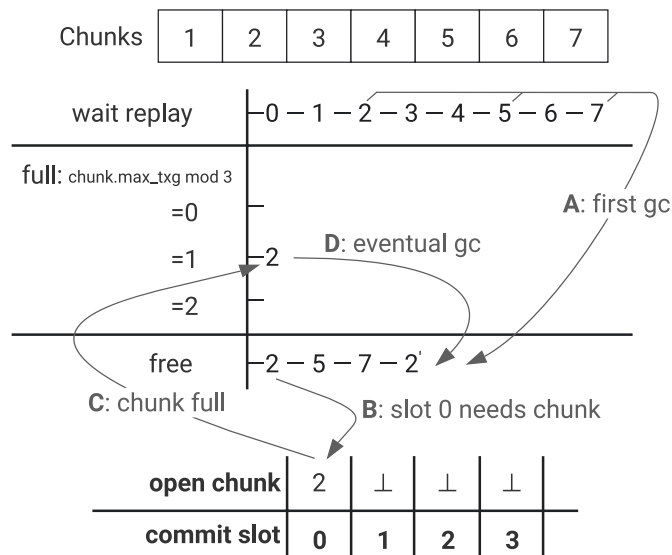 Chunks 1 2 3 4 5 6 7
wait replay 0 – 1 – 2 – 3 – 4 – 5 – 6 – 7
full: chunk.max_txg mod 3
A: first gc
=0
D: eventual gc
=1 2
=2
free 2 – 5 – 7 – 2'
C: chunk full
B: slot 0 needs chunk
open chunk 2 ⊥ ⊥ ⊥
commit slot 0 1 2 3